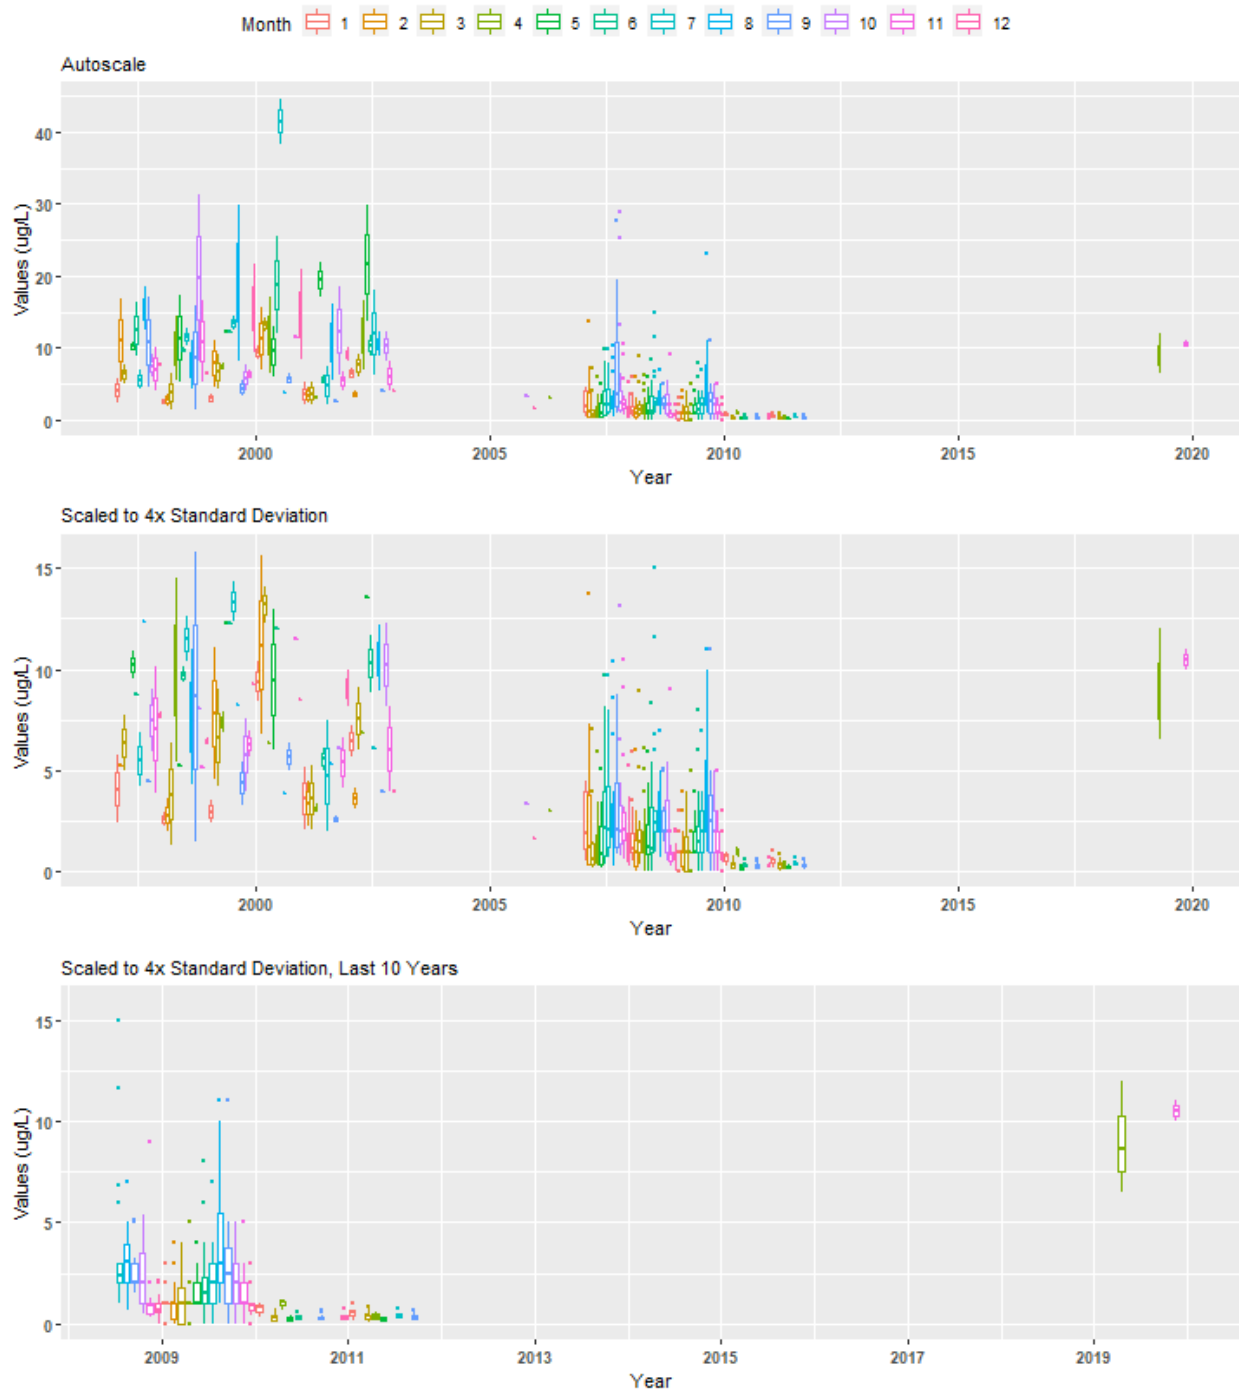 Month 1 2 3 4 5 6 7 8 9 10 11 12
Autoscale
40
30
20
10
0
Values (ug/L)
2000 2005 2010 2015 2020
Year
Scaled to 4x Standard Deviation
15
10
5
0
Values (ug/L)
2000 2005 2010 2015 2020
Year
Scaled to 4x Standard Deviation, Last 10 Years
15
10
5
0
Values (ug/L)
2009 2011 2013 2015 2017 2019
Year